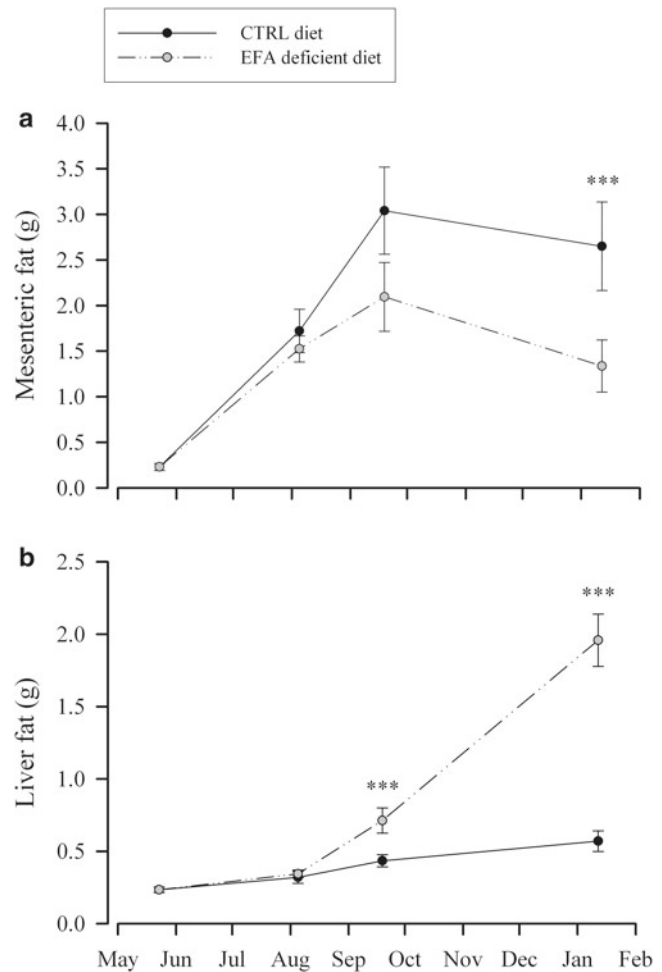 CTRL diet
EFA deficient diet
a
4.0
3.5
3.0
2.5
2.0
1.5
1.0
0.5
0.0
Mesenteric fat (g)
***
b
2.5
2.0
1.5
1.0
0.5
0.0
Liver fat (g)
***
***
May Jun Jul Aug Sep Oct Nov Dec Jan Feb